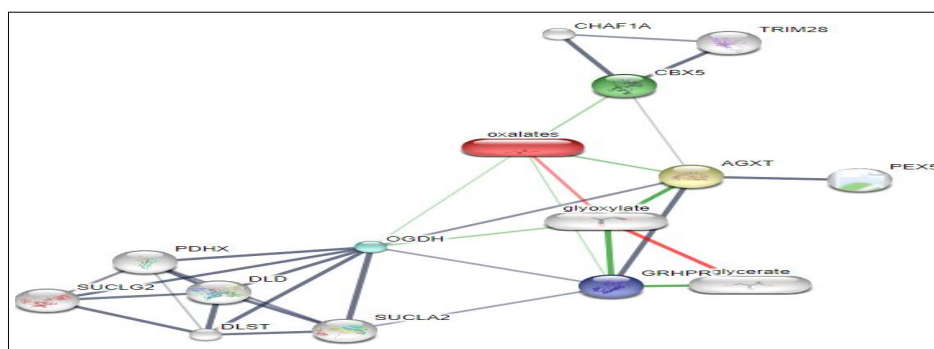 CHAF1A
TRIM28
CBX5
oxalates
AGXT
PEX5
glyoxylate
OGDH
PDHX
DLD
GRHPR
glycerate
SUCLG2
DLST
SUCLA2